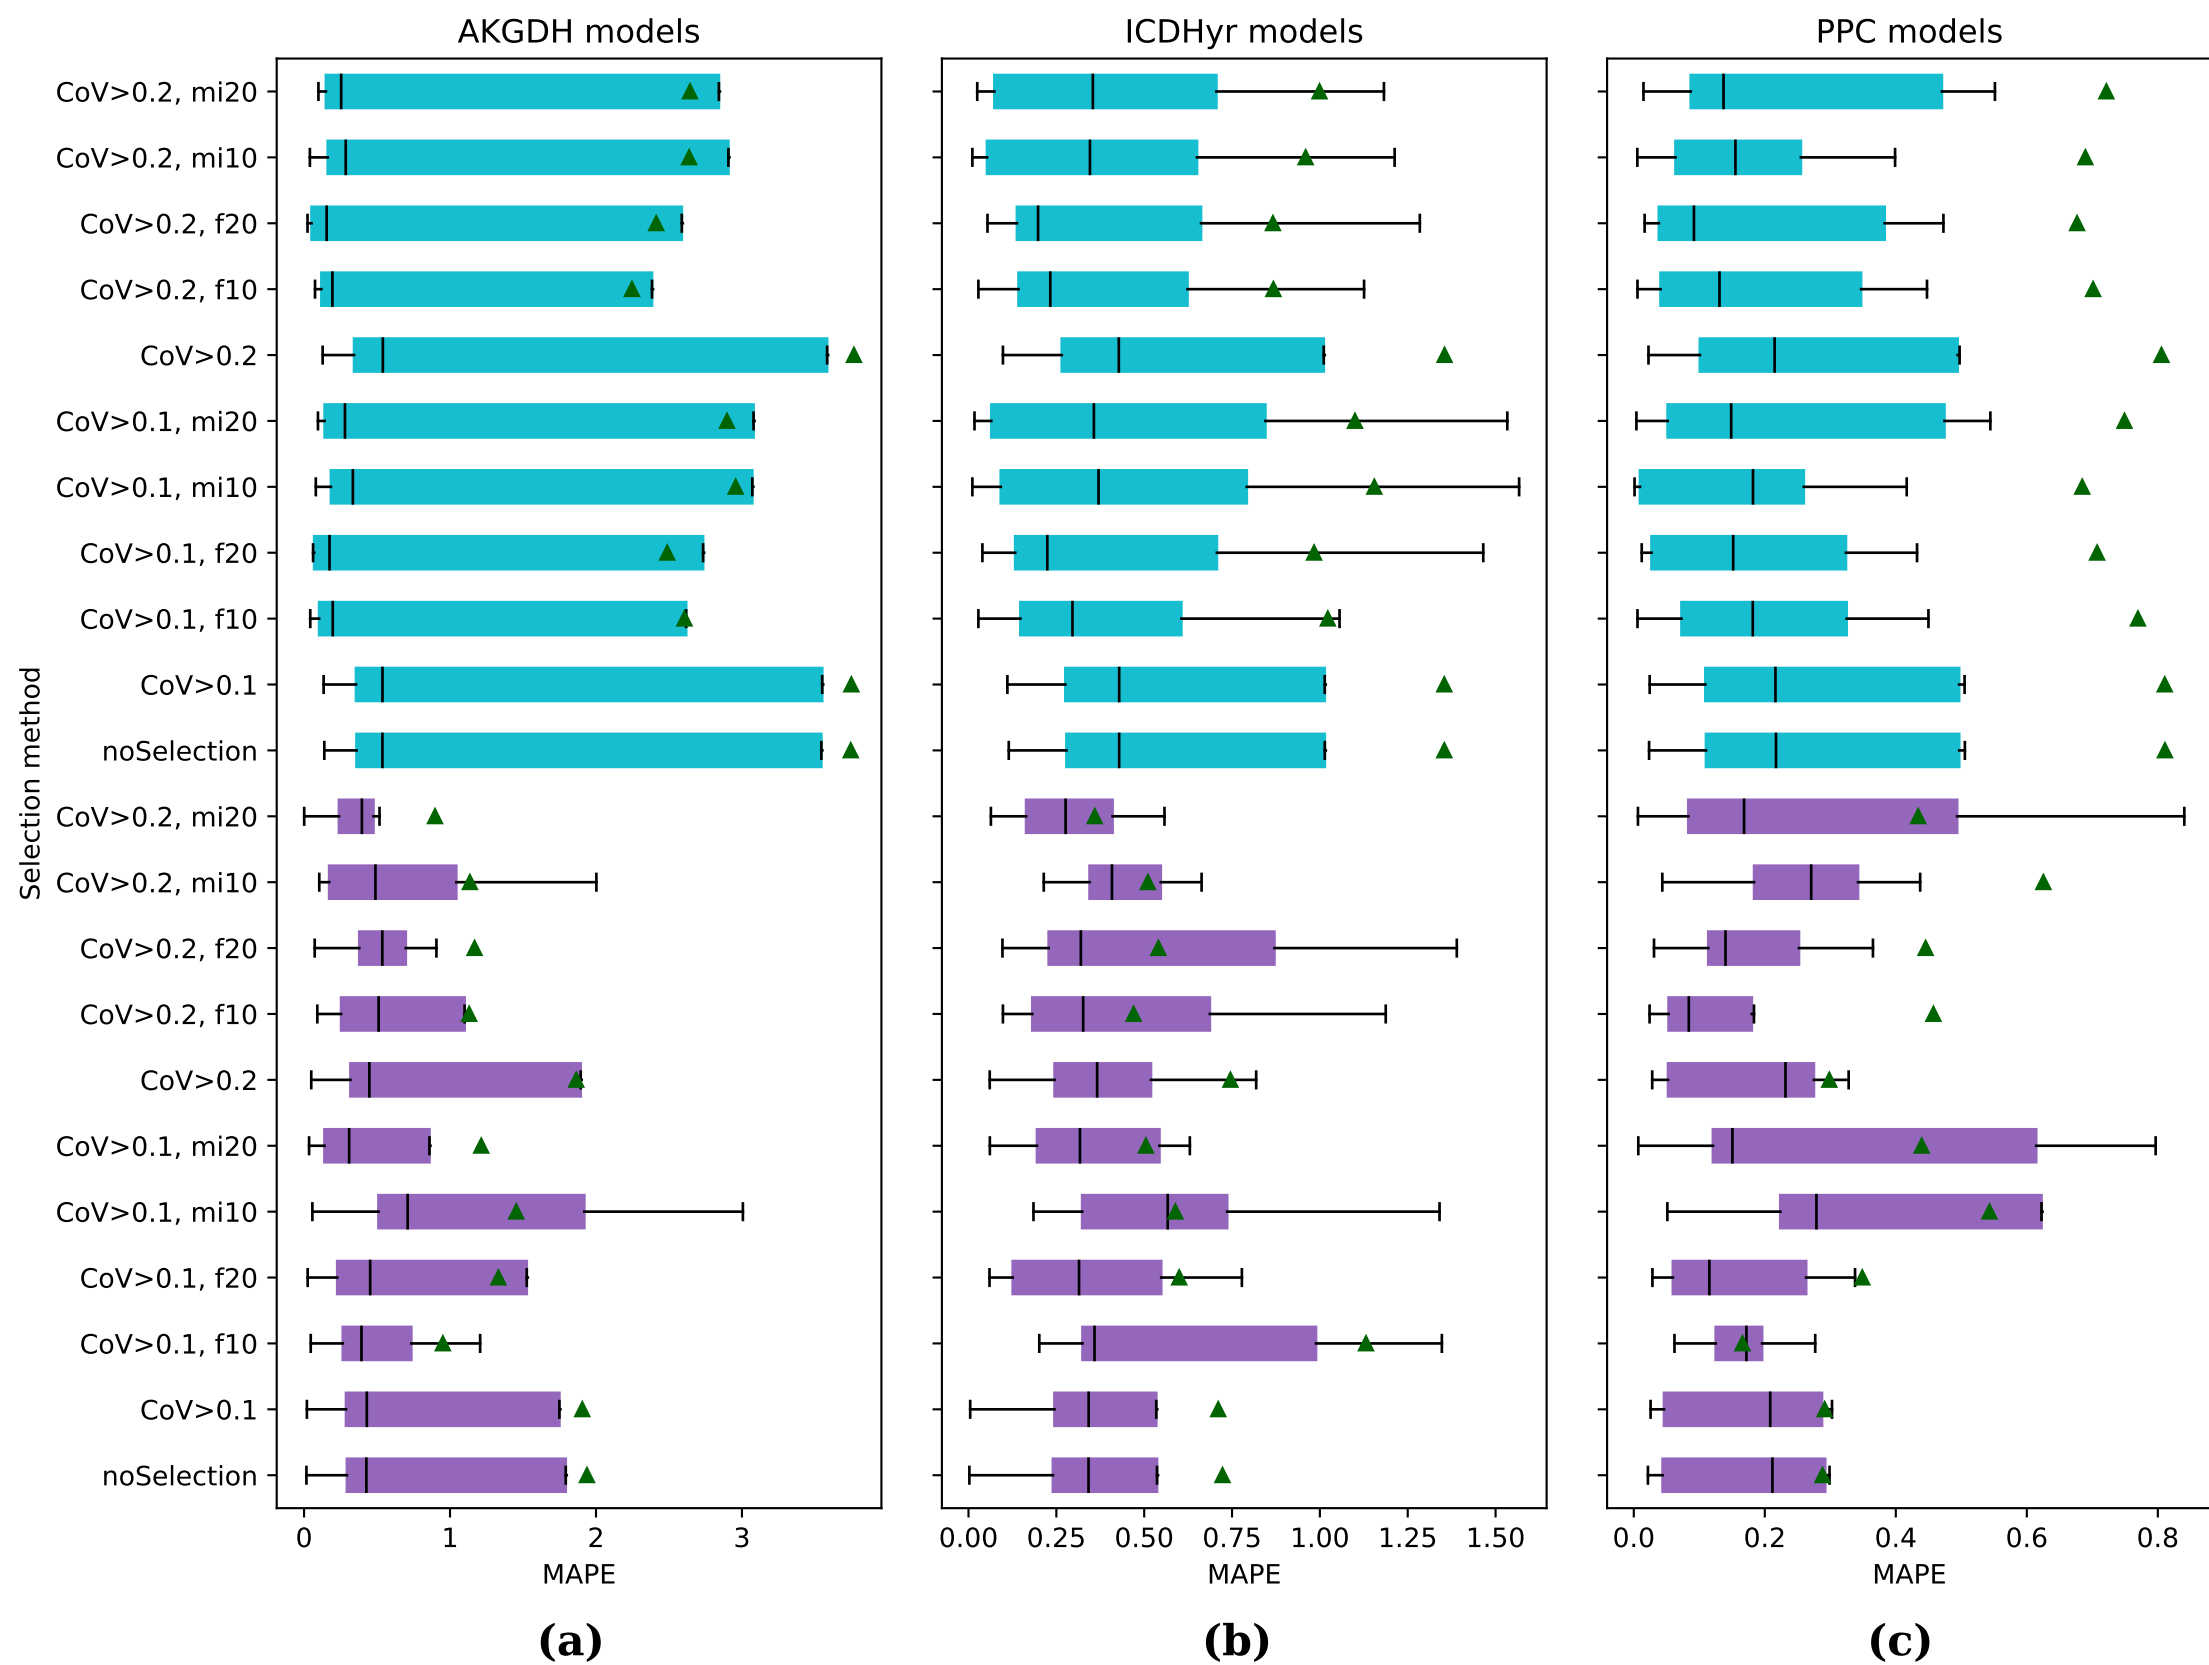 AKGDH models
ICDHyr models
PPC models
Selection method
CoV>0.2, mi20
CoV>0.2, mi10
CoV>0.2, f20
CoV>0.2, f10
CoV>0.2
CoV>0.1, mi20
CoV>0.1, mi10
CoV>0.1, f20
CoV>0.1, f10
CoV>0.1
noSelection
CoV>0.2, mi20
CoV>0.2, mi10
CoV>0.2, f20
CoV>0.2, f10
CoV>0.2
CoV>0.1, mi20
CoV>0.1, mi10
CoV>0.1, f20
CoV>0.1, f10
CoV>0.1
noSelection
0 1 2 3
0.00 0.25 0.50 0.75 1.00 1.25 1.50
0.0 0.2 0.4 0.6 0.8
MAPE
MAPE
MAPE
(a)
(b)
(c)